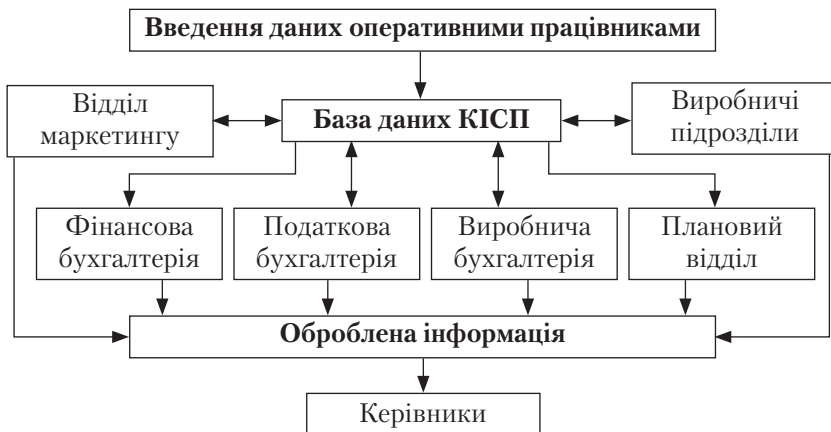 Введення даних оперативними працівниками
Відділ
маркетингу
База даних КІСП
Виробничі
підрозділи
Фінансова
бухгалтерія
Податкова
бухгалтерія
Виробнича
бухгалтерія
Плановий
відділ
Оброблена інформація
Керівники